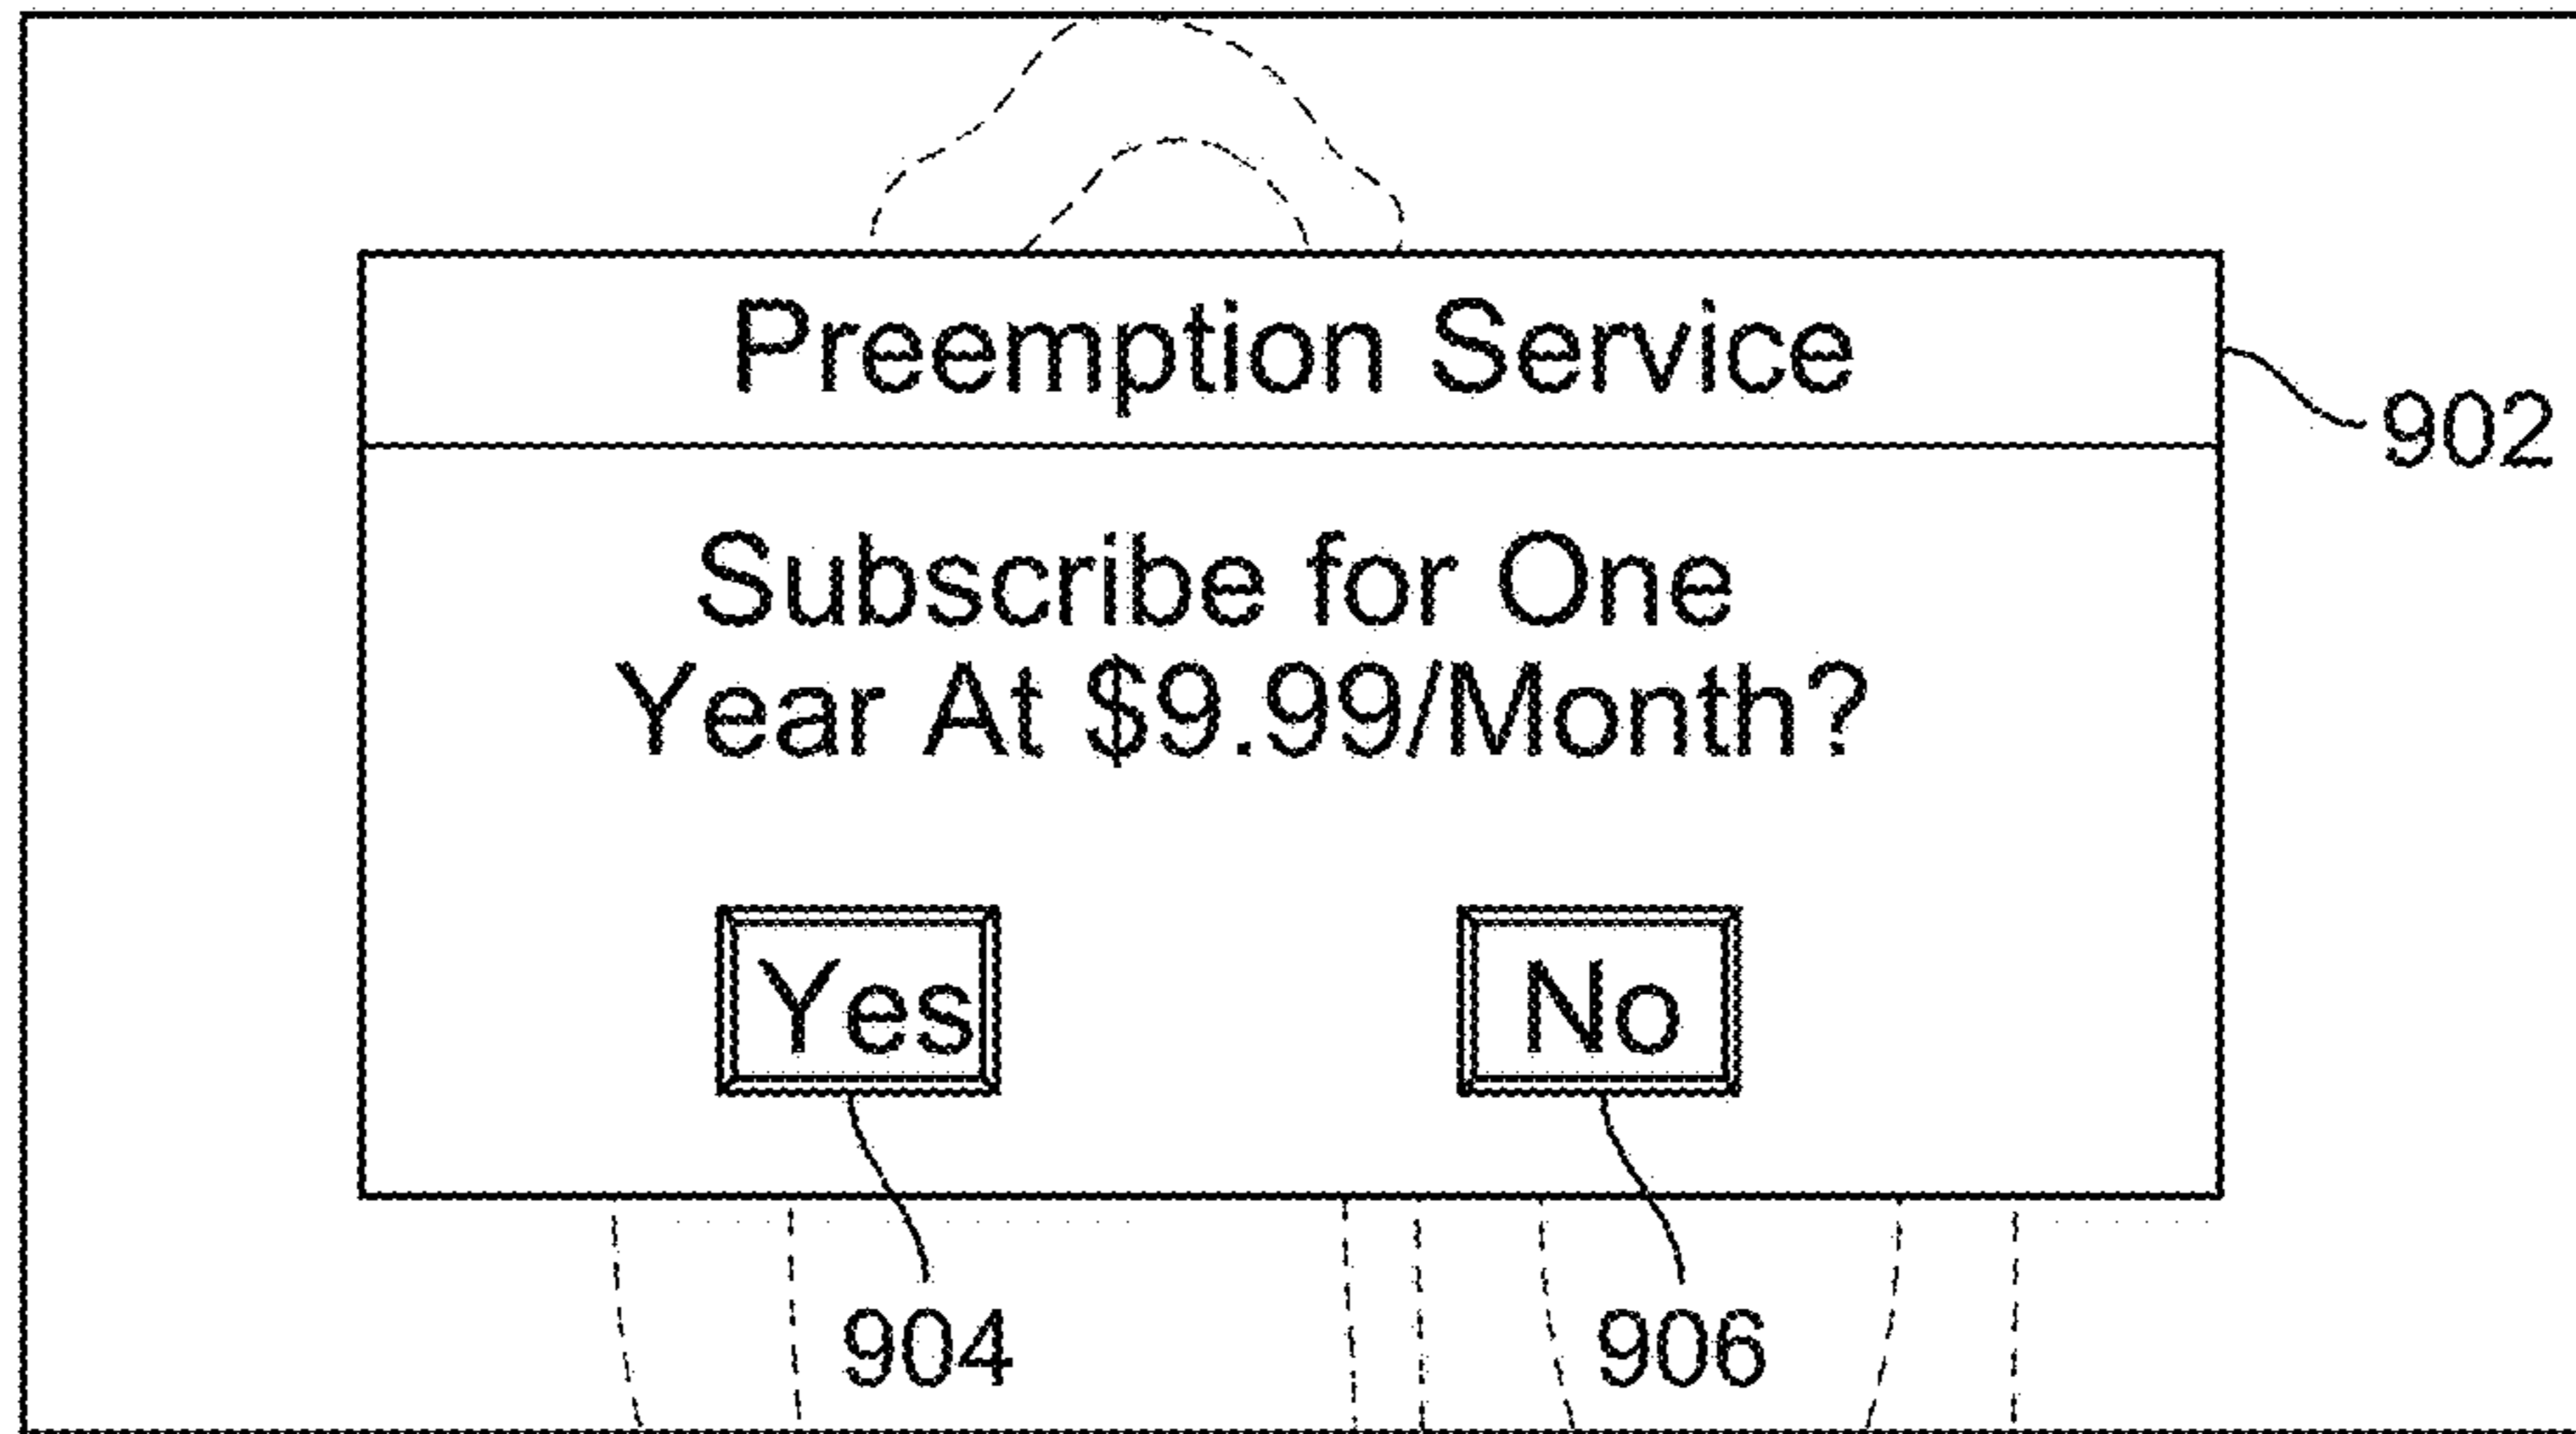 Preemption Service
902
Subscribe for One
Year At $9.99/Month?
Yes No
904 906